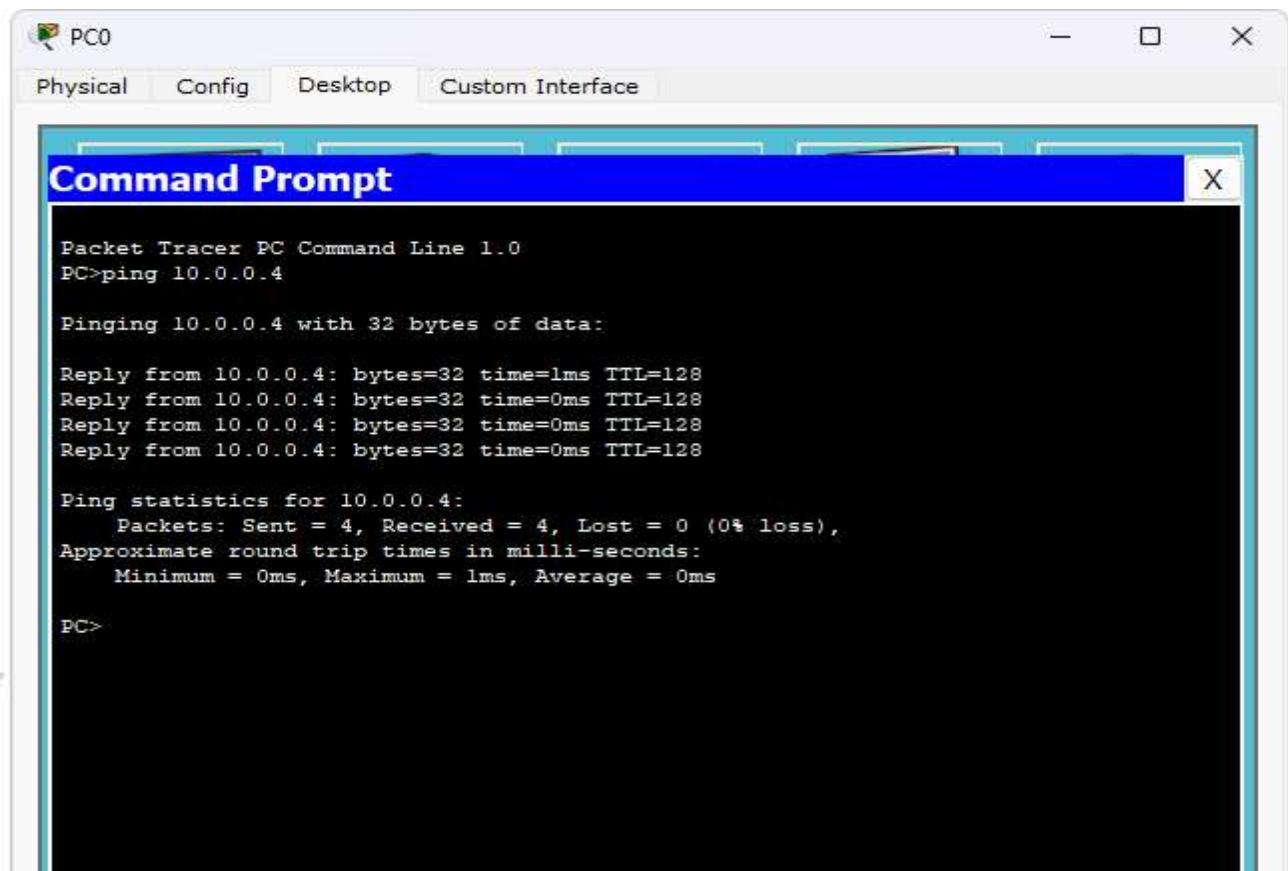 PC0
Physical Config Desktop Custom Interface
Command Prompt X
Packet Tracer PC Command Line 1.0
PC>ping 10.0.0.4
Pinging 10.0.0.4 with 32 bytes of data:
Reply from 10.0.0.4: bytes=32 time=1ms TTL=128
Reply from 10.0.0.4: bytes=32 time=0ms TTL=128
Reply from 10.0.0.4: bytes=32 time=0ms TTL=128
Reply from 10.0.0.4: bytes=32 time=0ms TTL=128
Ping statistics for 10.0.0.4:
Packets: Sent = 4, Received = 4, Lost = 0 (0% loss),
Approximate round trip times in milli-seconds:
Minimum = 0ms, Maximum = 1ms, Average = 0ms
PC>